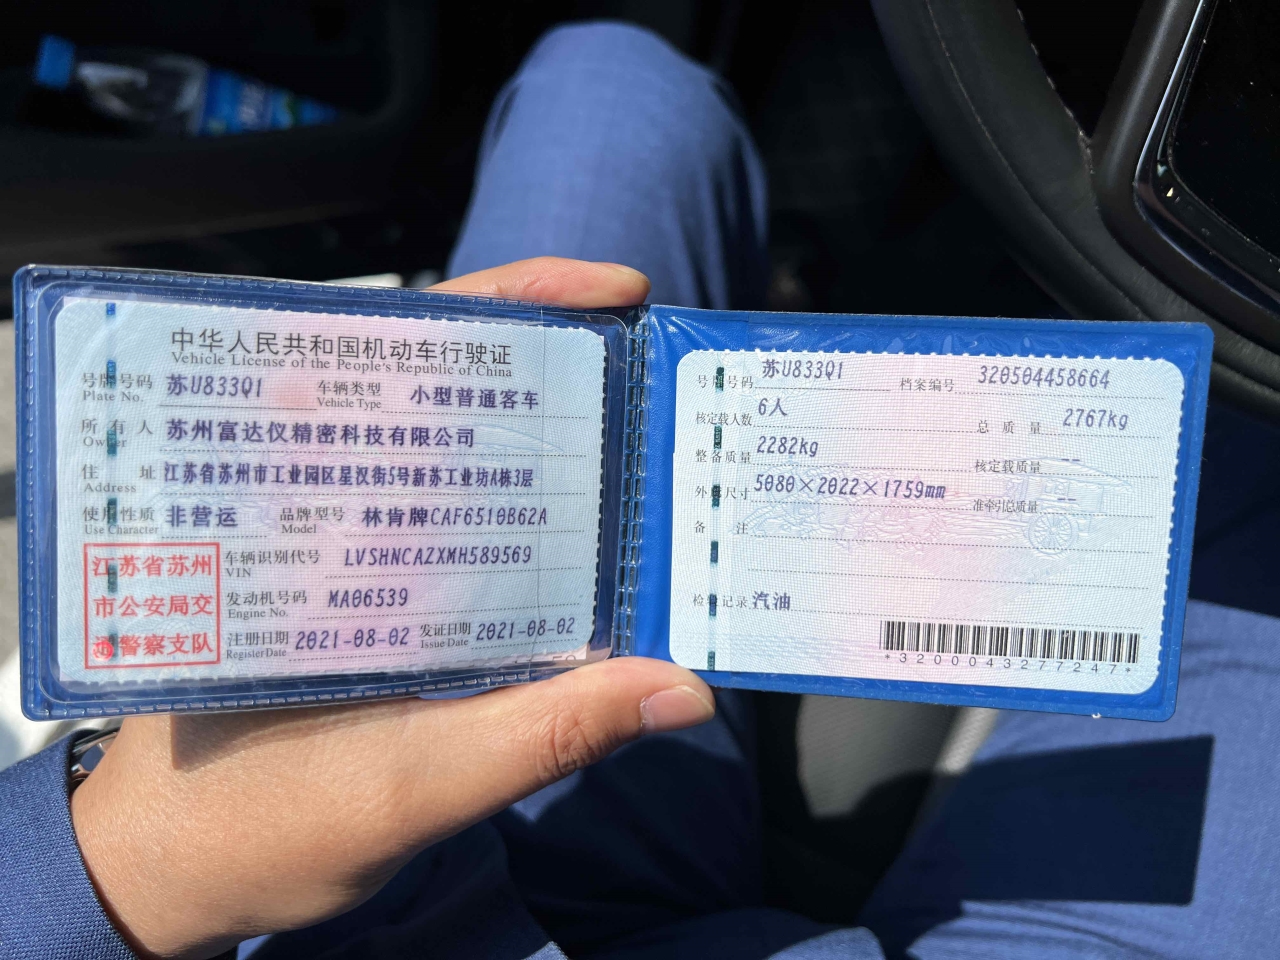 中华人民共和国机动车行驶证
Vehicle License of the People's Republic of China
号牌号码 Plate No. 苏U833Q1 车辆类型 Vehicle Type 小型普通客车
所有人 Owner 苏州富达仪精密科技有限公司
住址 Address 江苏省苏州市工业园区星汉街5号新苏工业坊A栋3层
使用性质 Use Character 非营运 品牌型号 Model 林肯牌CAF6510B62A
车辆识别代号 VIN LVSHNCAZXMH589569
发动机号码 Engine No. MA06539
注册日期 Register Date 2021-08-02 发证日期 Issue Date 2021-08-02
江苏省苏州
市公安局交
通警察支队
号牌号码 苏U833Q1 档案编号 320504458664
核定载人数 6人 总质量 2767kg
整备质量 2282kg 核定载质量 --
外廓尺寸 5080×2022×1759mm 准牵引总质量 --
备注
检验记录 汽油
*3200043277247*